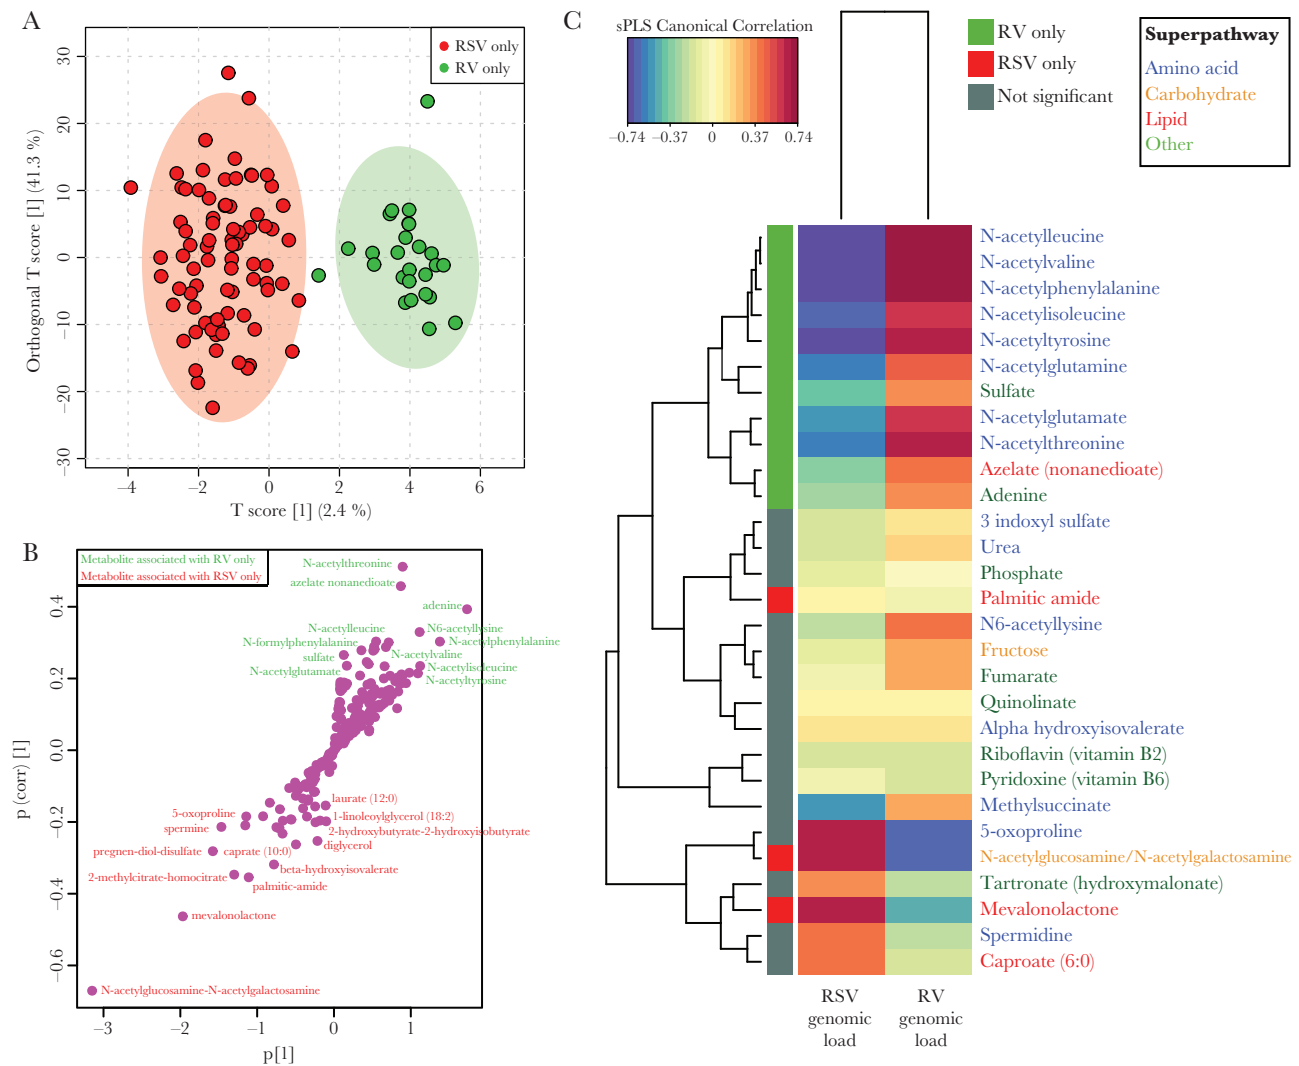 A
RSV only
RV only
Orthogonal T score [1] (41.3 %)
30
20
10
0
−10
−20
−30
−4
−2
0
2
4
6
T score [1] (2.4 %)
B
Metabolite associated with RV only
Metabolite associated with RSV only
N-acetylthreonine
azelate nonanedioate
adenine
N-acetylleucine
N6-acetyllysine
N-formylphenylalanine
N-acetylphenylalanine
sulfate
N-acetylvaline
N-acetylglutamate
N-acetylisoleucine
N-acetyltyrosine
laurate (12:0)
5-oxoproline
1-linoleoylglycerol (18:2)
spermine
2-hydroxybutyrate-2-hydroxyisobutyrate
diglycerol
pregnen-diol-disulfate
caprate (10:0)
beta-hydroxyisovalerate
2-methylcitrate-homocitrate
palmitic-amide
mevalonolactone
N-acetylglucosamine-N-acetylgalactosamine
p (corr) [1]
0.4
0.2
0.0
−0.2
−0.4
−0.6
−3
−2
−1
0
1
p[1]
C
sPLS Canonical Correlation
−0.74
−0.37
0
0.37
0.74
RV only
RSV only
Not significant
Superpathway
Amino acid
Carbohydrate
Lipid
Other
N-acetylleucine
N-acetylvaline
N-acetylphenylalanine
N-acetylisoleucine
N-acetyltyrosine
N-acetylglutamine
Sulfate
N-acetylglutamate
N-acetylthreonine
Azelate (nonanedioate)
Adenine
3 indoxyl sulfate
Urea
Phosphate
Palmitic amide
N6-acetyllysine
Fructose
Fumarate
Quinolinate
Alpha hydroxyisovalerate
Riboflavin (vitamin B2)
Pyridoxine (vitamin B6)
Methylsuccinate
5-oxoproline
N-acetylglucosamine/N-acetylgalactosamine
Tartronate (hydroxymalonate)
Mevalonolactone
Spermidine
Caproate (6:0)
RSV
genomic
load
RV
genomic
load